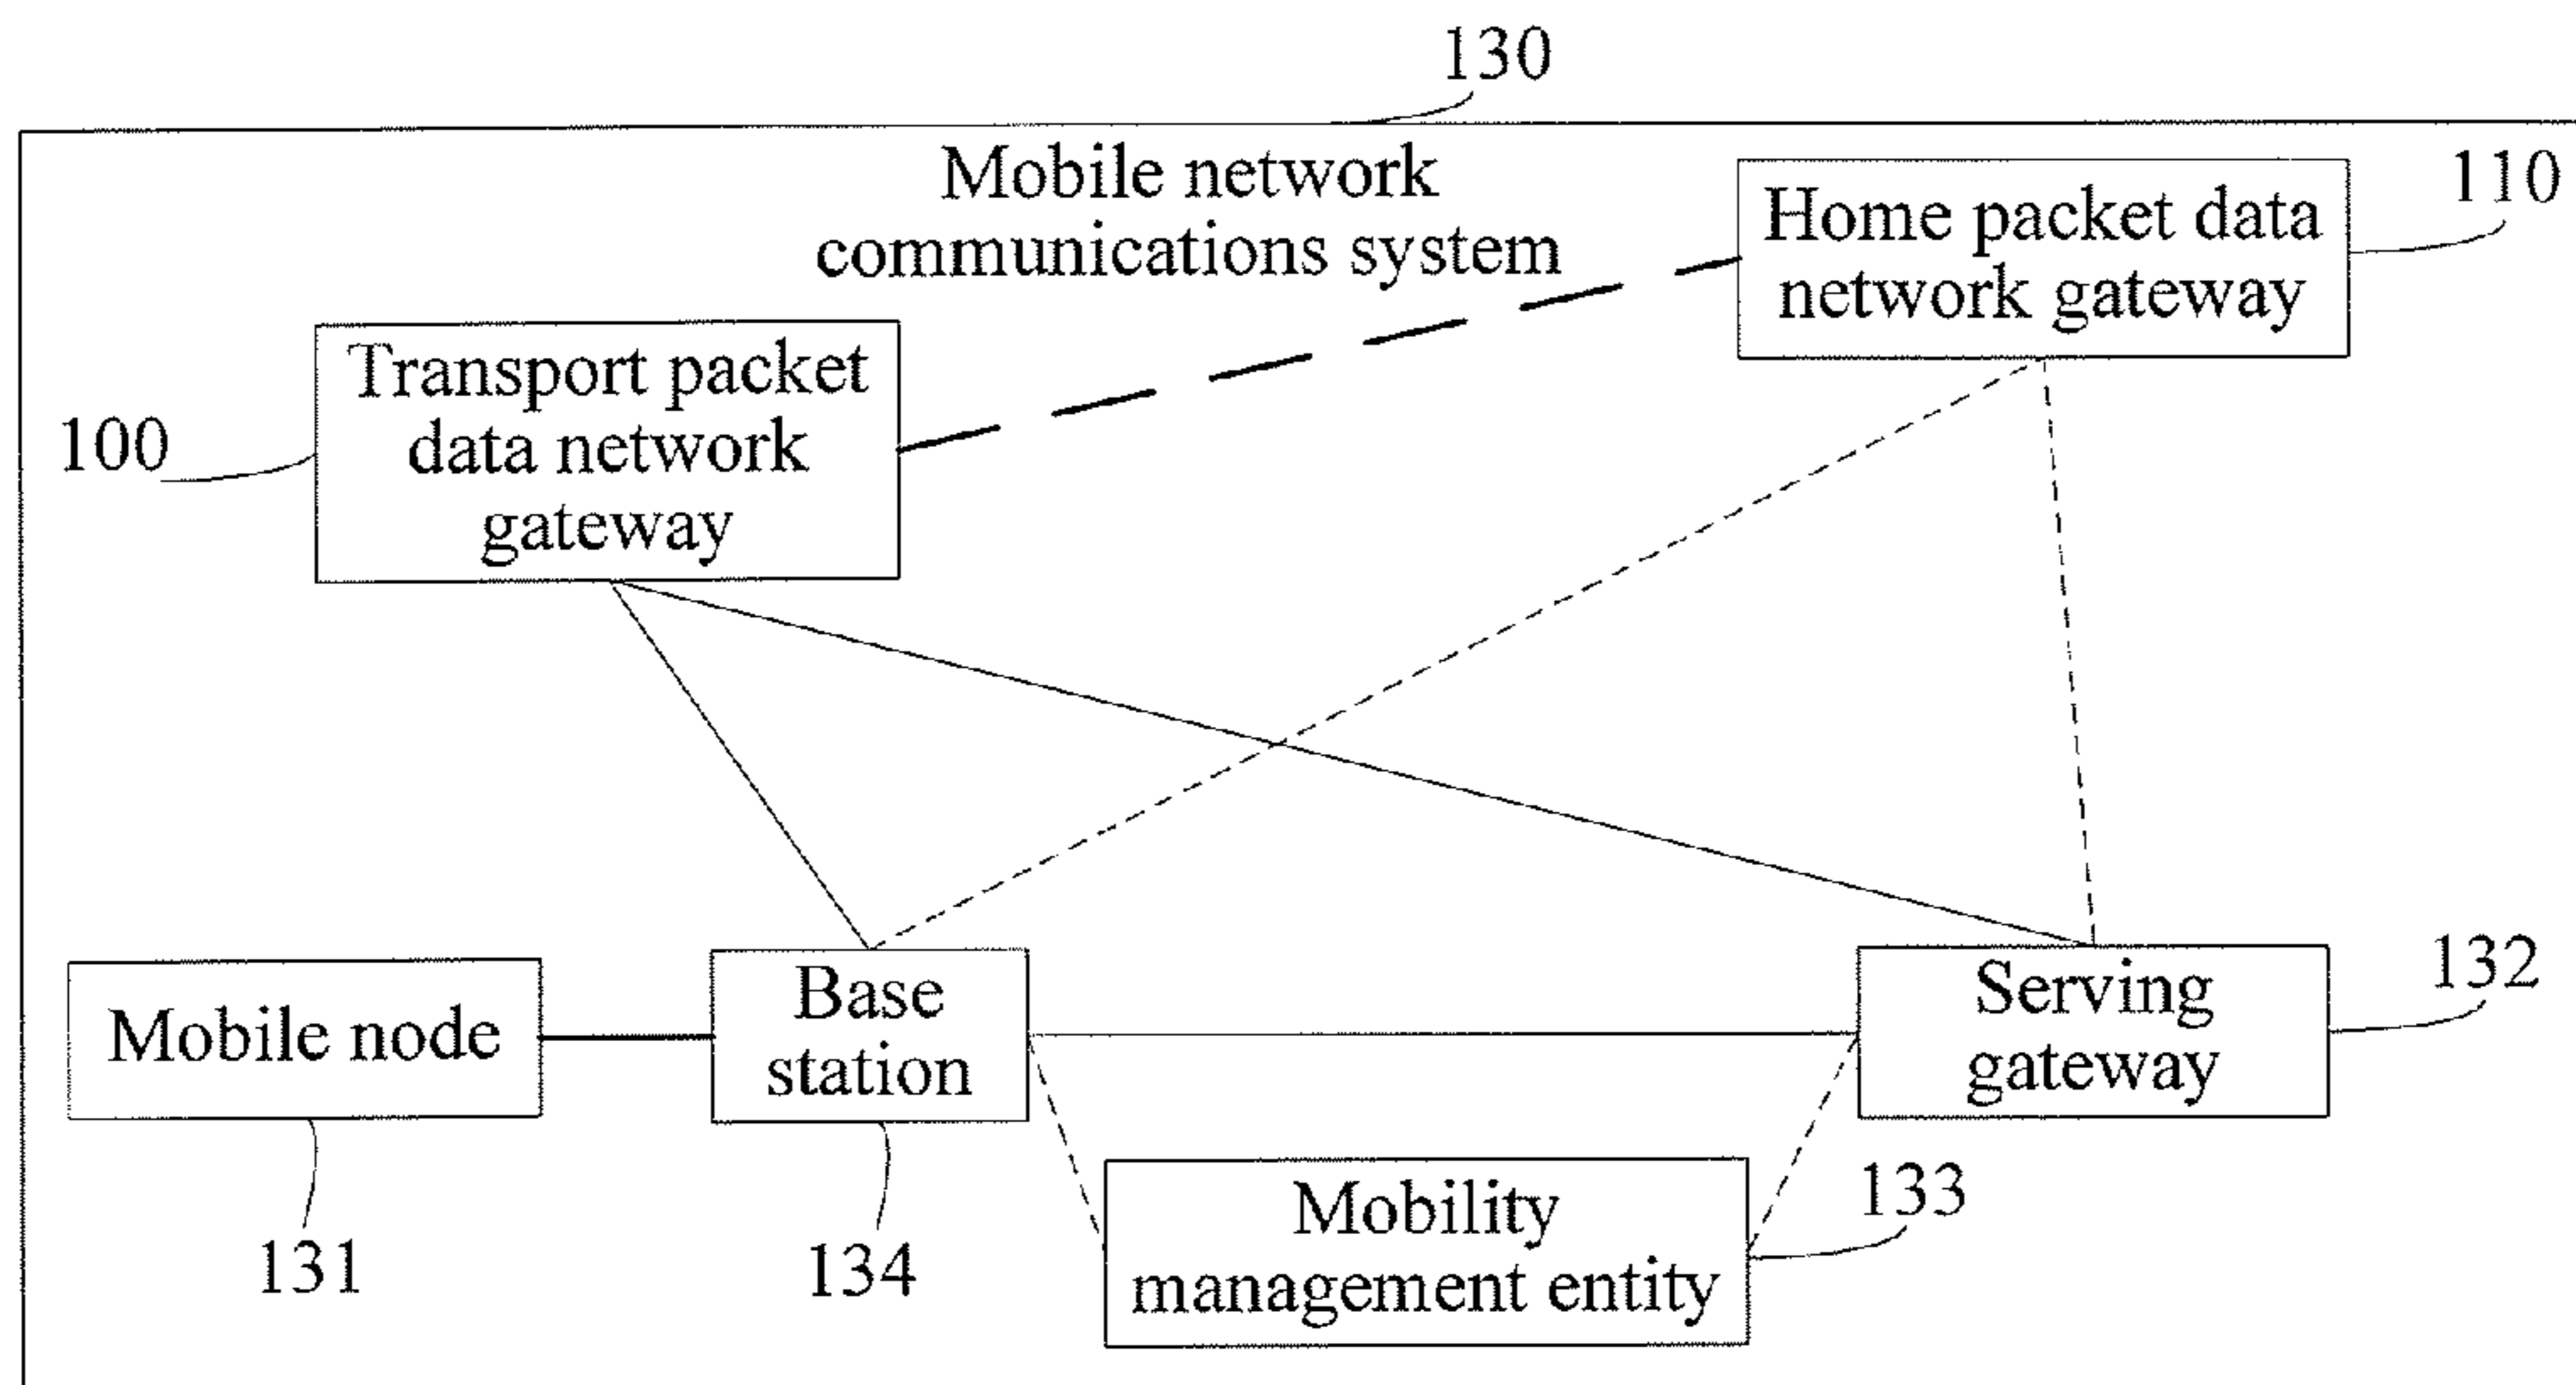 130
Mobile network
communications system
110
Home packet data
network gateway
Transport packet
data network
gateway
100
Mobile node
Base
station
Serving
gateway
132
Mobility
management entity
133
131
134